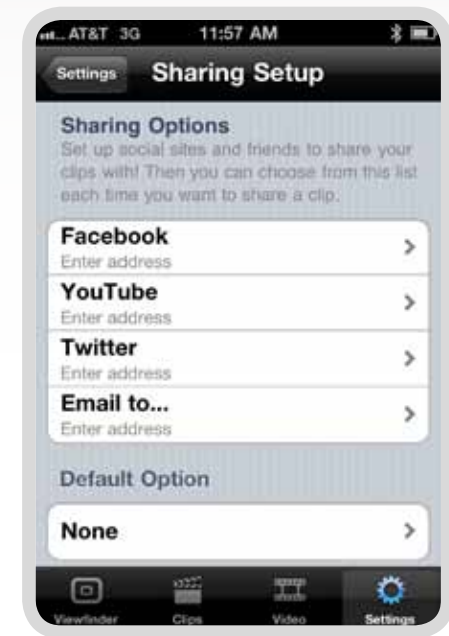 AT&T 3G 11:57 AM
Settings Sharing Setup
Sharing Options
Set up social sites and friends to share your
clips with! Then you can choose from this list
each time you want to share a clip.
Facebook
Enter address
YouTube
Enter address
Twitter
Enter address
Email to...
Enter address
Default Option
None
Viewfinder Clips Video Settings